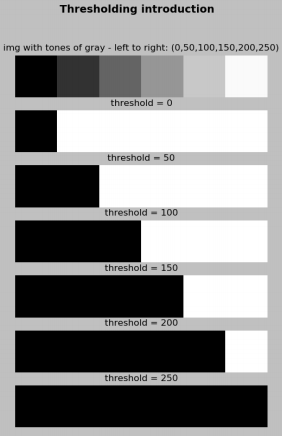 Thresholding introduction
img with tones of gray - left to right: (0,50,100,150,200,250)
threshold = 0
threshold = 50
threshold = 100
threshold = 150
threshold = 200
threshold = 250